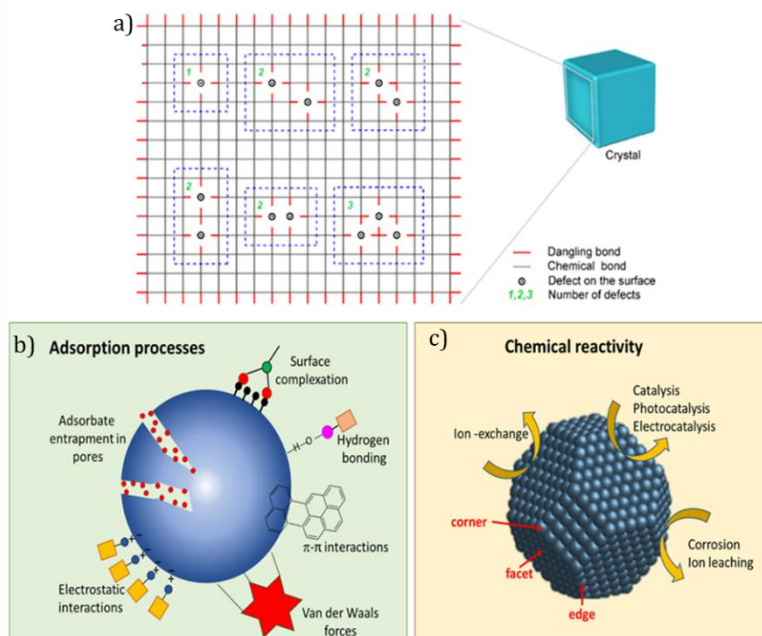 a)
1
2
2
2
2
3
Crystal
Dangling bond
Chemical bond
Defect on the surface
1,2,3 Number of defects
b) Adsorption processes
Surface
complexation
Adsorbate
entrapment in
pores
H-O
Hydrogen
bonding
π-π interactions
+ -
+ -
+ -
+ -
Electrostatic
interactions
Van der Waals
forces
c) Chemical reactivity
Catalysis
Photocatalysis
Electrocatalysis
Ion -exchange
corner
facet
edge
Corrosion
Ion leaching